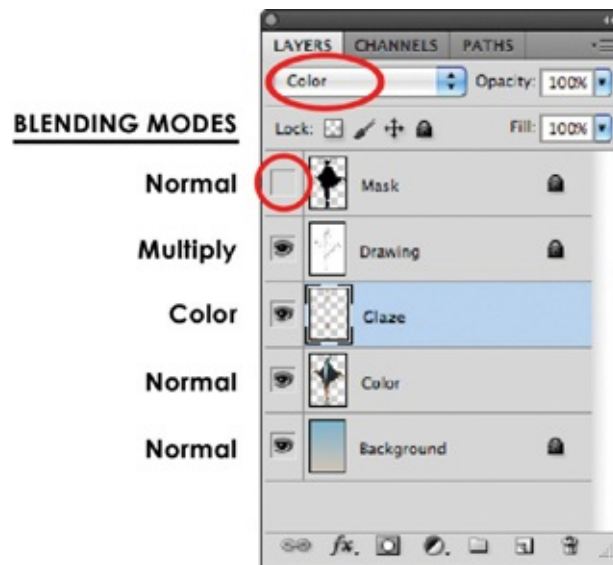 LAYERS CHANNELS PATHS
Color Opacity: 100%
BLENDING MODES
Lock: Fill: 100%
Normal Mask
Multiply Drawing
Color Glaze
Normal Color
Normal Background
fx.